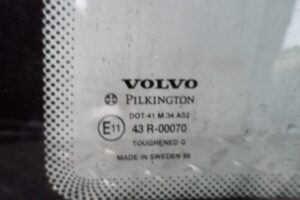 VOLVO
PILKINGTON
DOT-41 M 34 AS2
E11 43 R-00070
TOUGHENED G
MADE IN SWEDEN 99